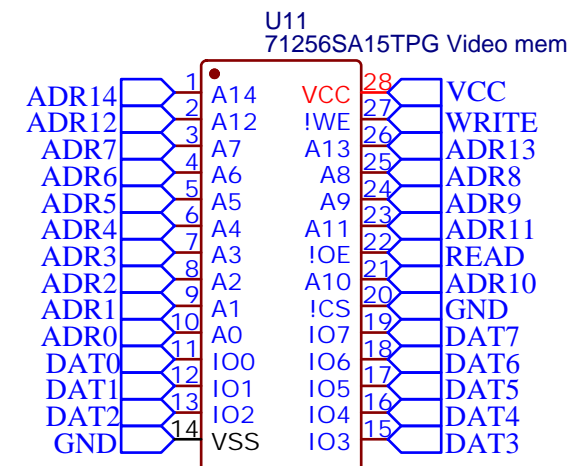 U11
71256SA15TPG Video mem
ADR14 1 A14 VCC 28 VCC
ADR12 2 A12 !WE 27 WRITE
ADR7 3 A7 A13 26 ADR13
ADR6 4 A6 A8 25 ADR8
ADR5 5 A5 A9 24 ADR9
ADR4 6 A4 A11 23 ADR11
ADR3 7 A3 !OE 22 READ
ADR2 8 A2 A10 21 ADR10
ADR1 9 A1 !CS 20 GND
ADR0 10 A0 IO7 19 DAT7
DAT0 11 IO0 IO6 18 DAT6
DAT1 12 IO1 IO5 17 DAT5
DAT2 13 IO2 IO4 16 DAT4
GND 14 VSS IO3 15 DAT3